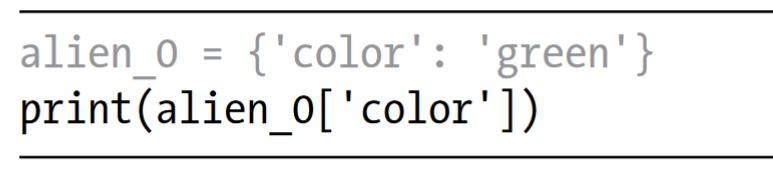 alien_0 = {'color': 'green'}
print(alien_0['color'])